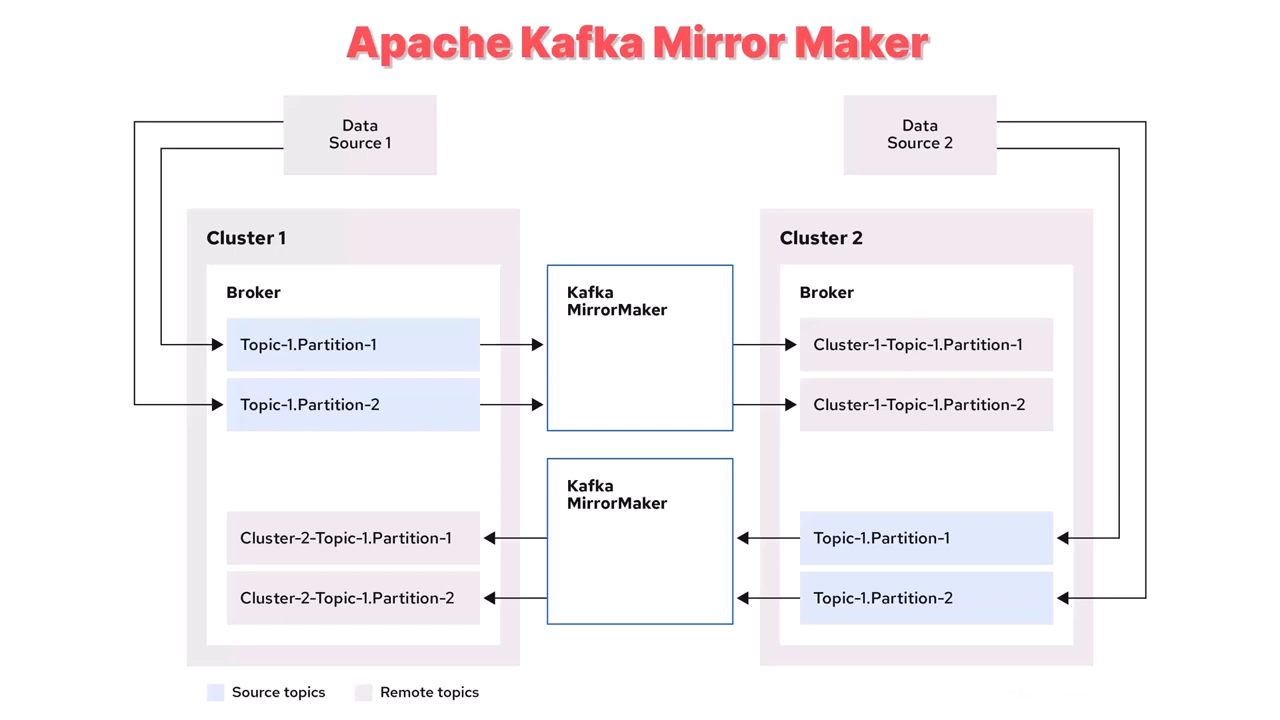 Apache Kafka Mirror Maker
Data
Source 1
Data
Source 2
Cluster 1
Broker
Topic-1.Partition-1
Topic-1.Partition-2
Cluster-2-Topic-1.Partition-1
Cluster-2-Topic-1.Partition-2
Kafka
MirrorMaker
Kafka
MirrorMaker
Cluster 2
Broker
Cluster-1-Topic-1.Partition-1
Cluster-1-Topic-1.Partition-2
Topic-1.Partition-1
Topic-1.Partition-2
Source topics
Remote topics